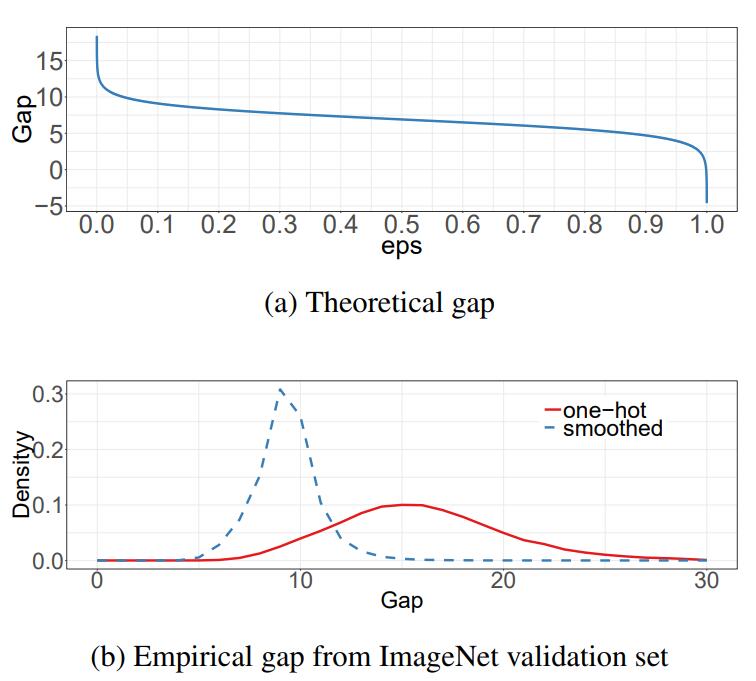 15
10
5
0
−5
Gap
0.0 0.1 0.2 0.3 0.4 0.5 0.6 0.7 0.8 0.9 1.0
eps
(a) Theoretical gap
0.3
0.2
0.1
0.0
Densityy
one−hot
smoothed
0 10 20 30
Gap
(b) Empirical gap from ImageNet validation set